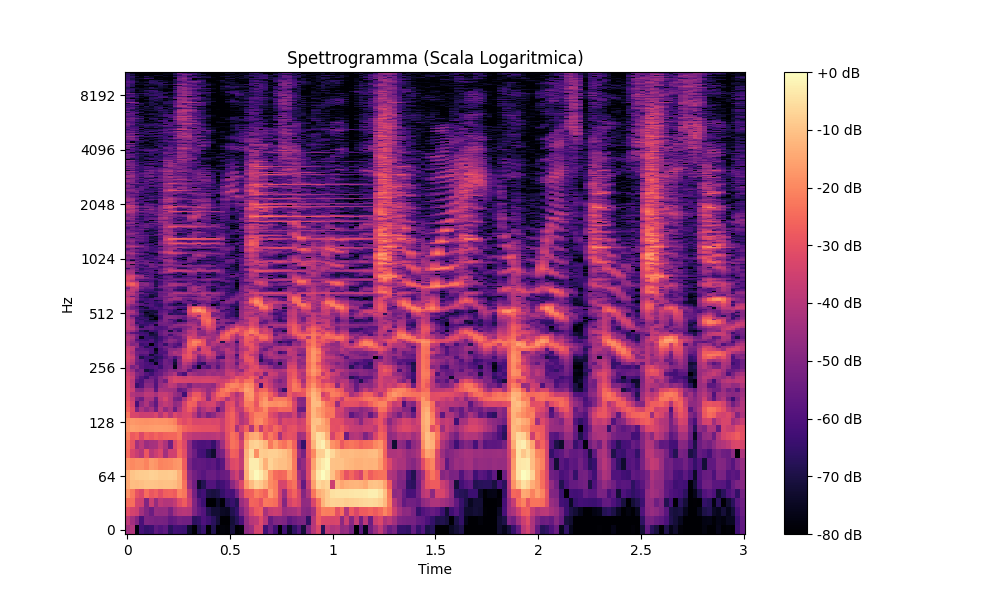 Spettrogramma (Scala Logaritmica)
Hz
8192
4096
2048
1024
512
256
128
64
0
0
0.5
1
1.5
2
2.5
3
Time
+0 dB
-10 dB
-20 dB
-30 dB
-40 dB
-50 dB
-60 dB
-70 dB
-80 dB